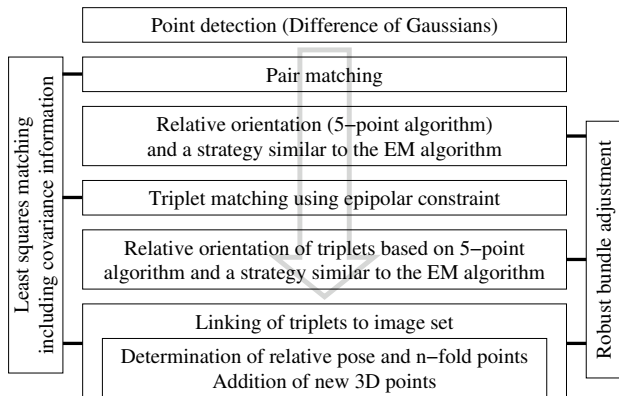 Point detection (Difference of Gaussians)
Pair matching
Relative orientation (5−point algorithm)
and a strategy similar to the EM algorithm
Triplet matching using epipolar constraint
Relative orientation of triplets based on 5−point
algorithm and a strategy similar to the EM algorithm
Linking of triplets to image set
Determination of relative pose and n−fold points
Addition of new 3D points
Least squares matching
including covariance information
Robust bundle adjustment